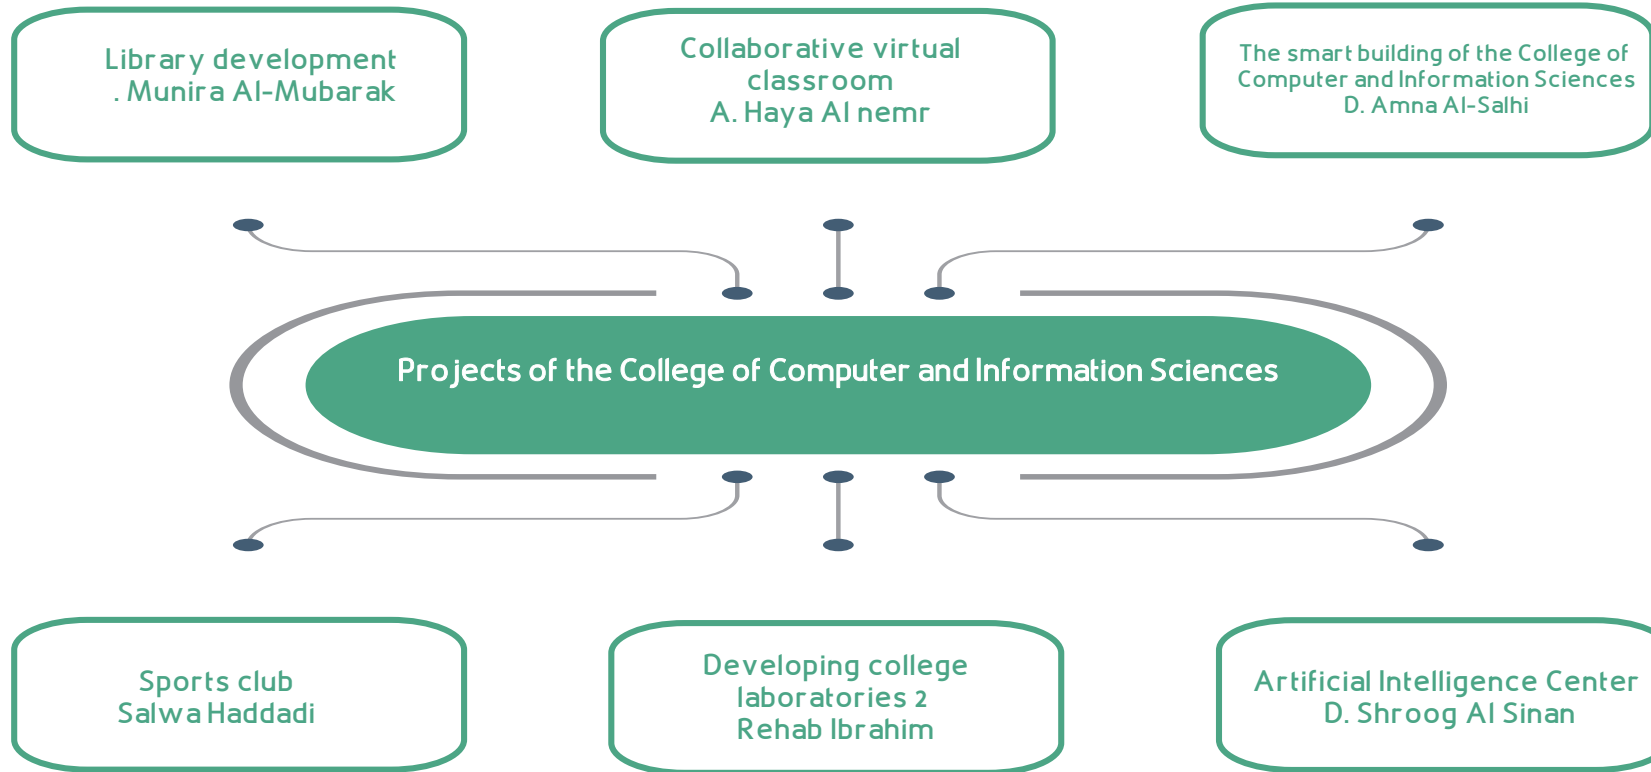 Library development
. Munira Al-Mubarak
Collaborative virtual
classroom
A. Haya Al nemr
The smart building of the College of
Computer and Information Sciences
D. Amna Al-Salhi
Projects of the College of Computer and Information Sciences
Sports club
Salwa Haddadi
Developing college
laboratories 2
Rehab Ibrahim
Artificial Intelligence Center
D. Shroog Al Sinan